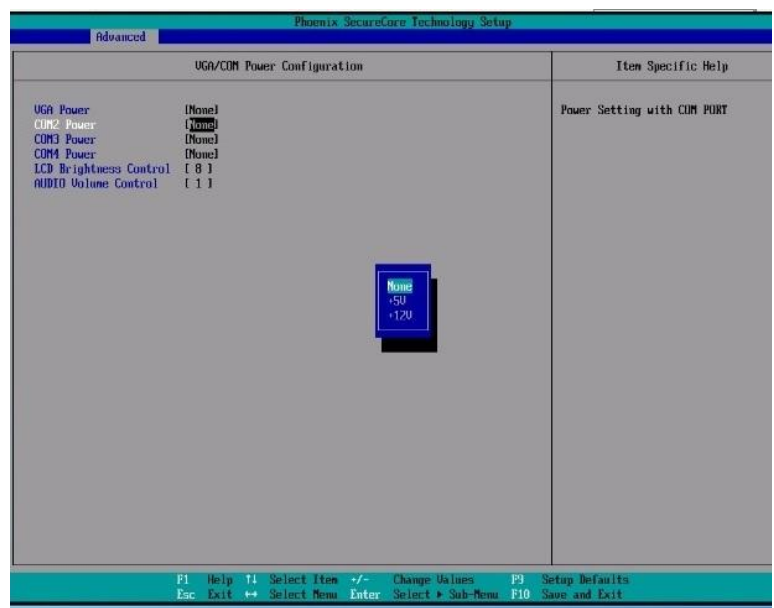 Phoenix SecureCore Technology Setup
Advanced
VGA/COM Power Configuration
Item Specific Help
VGA Power [None]
Power Setting with COM PORT
COM2 Power [None]
COM3 Power [None]
COM4 Power [None]
LCD Brightness Control [ 8 ]
AUDIO Volume Control [ 1 ]
None
+5V
+12V
F1 Help ↑↓ Select Item +/- Change Values F9 Setup Defaults
Esc Exit ↔ Select Menu Enter Select ▶ Sub-Menu F10 Save and Exit